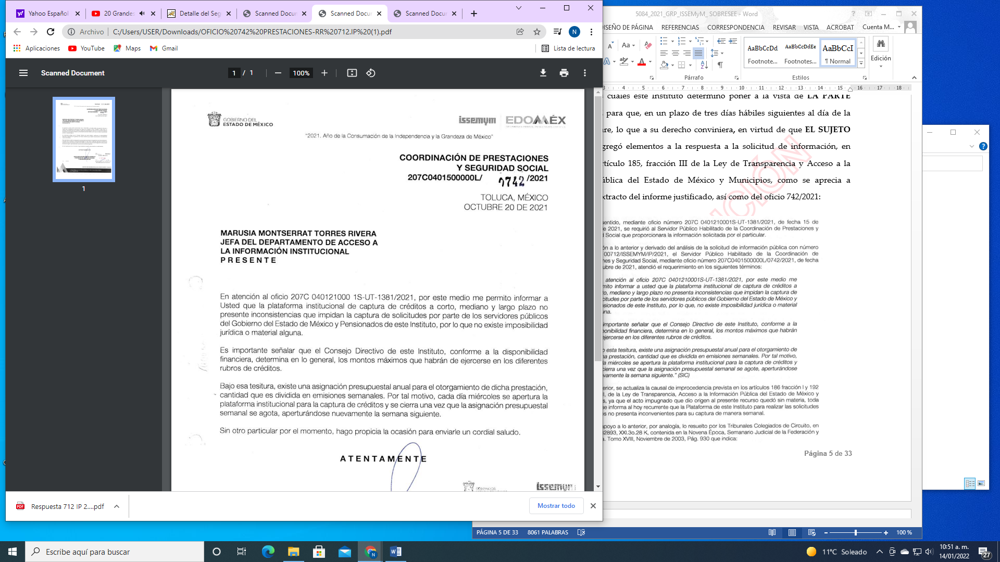 Yahoo Español
20 Grandes
Detalle del Seg
Scanned Docur
Scanned Docur
Scanned Docur
Archivo
C:/Users/USER/Downloads/OFICIO%20742%20PRESTACIONES-RR%20712.IP%20(1).pdf
N
Aplicaciones
YouTube
Maps
Gmail
Lista de lectura
Scanned Document
1 / 1
100%
1
GOBIERNO DEL
ESTADO DE MÉXICO
issemym
EDOMÉX
"2021. Año de la Consumación de la Independencia y la Grandeza de México"
COORDINACIÓN DE PRESTACIONES
Y SEGURIDAD SOCIAL
207C0401500000L/ 0742 /2021
TOLUCA, MÉXICO
OCTUBRE 20 DE 2021
MARUSIA MONTSERRAT TORRES RIVERA
JEFA DEL DEPARTAMENTO DE ACCESO A
LA INFORMACIÓN INSTITUCIONAL
P R E S E N T E
En atención al oficio 207C 040121000 1S-UT-1381/2021, por este medio me permito informar a
Usted que la plataforma institucional de captura de créditos a corto, mediano y largo plazo no
presente inconsistencias que impidan la captura de solicitudes por parte de los servidores públicos
del Gobierno del Estado de México y Pensionados de este Instituto, por lo que no existe imposibilidad
jurídica o material alguna.
Es importante señalar que el Consejo Directivo de este Instituto, conforme a la disponibilidad
financiera, determina en lo general, los montos máximos que habrán de ejercerse en los diferentes
rubros de créditos.
Bajo esa tesitura, existe una asignación presupuestal anual para el otorgamiento de dicha prestación,
cantidad que es dividida en emisiones semanales. Por tal motivo, cada día miércoles se apertura la
plataforma institucional para la captura de créditos y se cierra una vez que la asignación presupuestal
semanal se agota, aperturándose nuevamente la semana siguiente.
Sin otro particular por el momento, hago propicia la ocasión para enviarle un cordial saludo.
A T E N T A M E N T E
GOBIERNO DEL
issemym
Respuesta 712 IP 2....pdf
Mostrar todo
5084_2021_GRP_ISSEMyM_ SOBRESEE - Word
ISEÑO DE PÁGINA
REFERENCIAS
CORRESPONDENCIA
REVISAR
VISTA
ACROBAT
Cuenta M...
Aa
AaBbCcDd
AaBbCcDdEe
AaBbCcI
Footnote...
Footnotes...
¶ Normal
Edición
Párrafo
Estilos
3 4 5 6 7 8 9 10 11 12 13 14 15 16 17 18
cuales este Instituto determinó poner a la vista de LA PARTE
para que, en un plazo de tres días hábiles siguientes al día de la
are, lo que a su derecho conviniera, en virtud de que EL SUJETO
gregó elementos a la respuesta a la solicitud de información, en
rtículo 185, fracción III de la Ley de Transparencia y Acceso a la
ública del Estado de México y Municipios, como se aprecia a
xtracto del informe justificado, así como del oficio 742/2021:
CIÓN
entido, mediante oficio número 207C 0401210001S-UT-1381/2021, de fecha 15 de
e 2021, se requirió al Servidor Público Habilitado de la Coordinación de Prestaciones y
d Social que proporcionara la información solicitada por el particular.
ón a lo anterior y derivado del análisis de la solicitud de información pública con número
00712/ISSEMYM/IP/2021, el Servidor Público Habilitado de la Coordinación de
nes y Seguridad Social, mediante oficio número 207C0401500000L/0742/2021, de fecha
ubre de 2021, atendió el requerimiento en los siguientes términos:
atención al oficio 207C 0401210001S-UT-1381/2021, por este medio me
mito informar a usted que la plataforma institucional de captura de créditos a
o, mediano y largo plazo no presenta inconsistencias que impidan la captura de
citudes por parte de los servidores públicos del Gobierno del Estado de México y
sionados de este Instituto, por lo que, no existe imposibilidad jurídica o material
na.
importante señalar que el Consejo Directivo de este Instituto, conforme a la
ponibilidad financiera, determina en lo general, los montos máximos que habrán
ejercerse en los diferentes rubros de créditos.
o esta tesitura, existe una asignación presupuestal anual para el otorgamiento de
ha prestación, cantidad que es dividida en emisiones semanales. Por tal motivo,
a miércoles se apertura la plataforma institucional para la captura de créditos y
cierra una vez que la asignación presupuestal semanal se agote, aperturándose
vamente la semana siguiente." (SIC)
erior, se actualiza la causal de improcedencia prevista en los artículos 186 fracción I y 192
I, de la Ley de Transparencia, Acceso a la Información Pública del Estado de México y
s, ya que el acto impugnado que dio origen al presente recurso quedó sin materia, toda
se informa al hoy recurrente que la Plataforma de este Instituto para realizar las solicitudes
os no presenta inconvenientes para su captura de manera semanal.
apoyo a lo anterior, por analogía, lo resuelto por los Tribunales Colegiados de Circuito, en
82893, XXI.3o.28 K, contenida en la Novena Época, Semanario Judicial de la Federación y
a. Tomo XVIII, Noviembre de 2003, Pág. 930 que indica:
Página 5 de 33
PÁGINA 5 DE 33
8061 PALABRAS
100 %
Escribe aquí para buscar
11°C Soleado
10:51 a. m.
14/01/2022
27